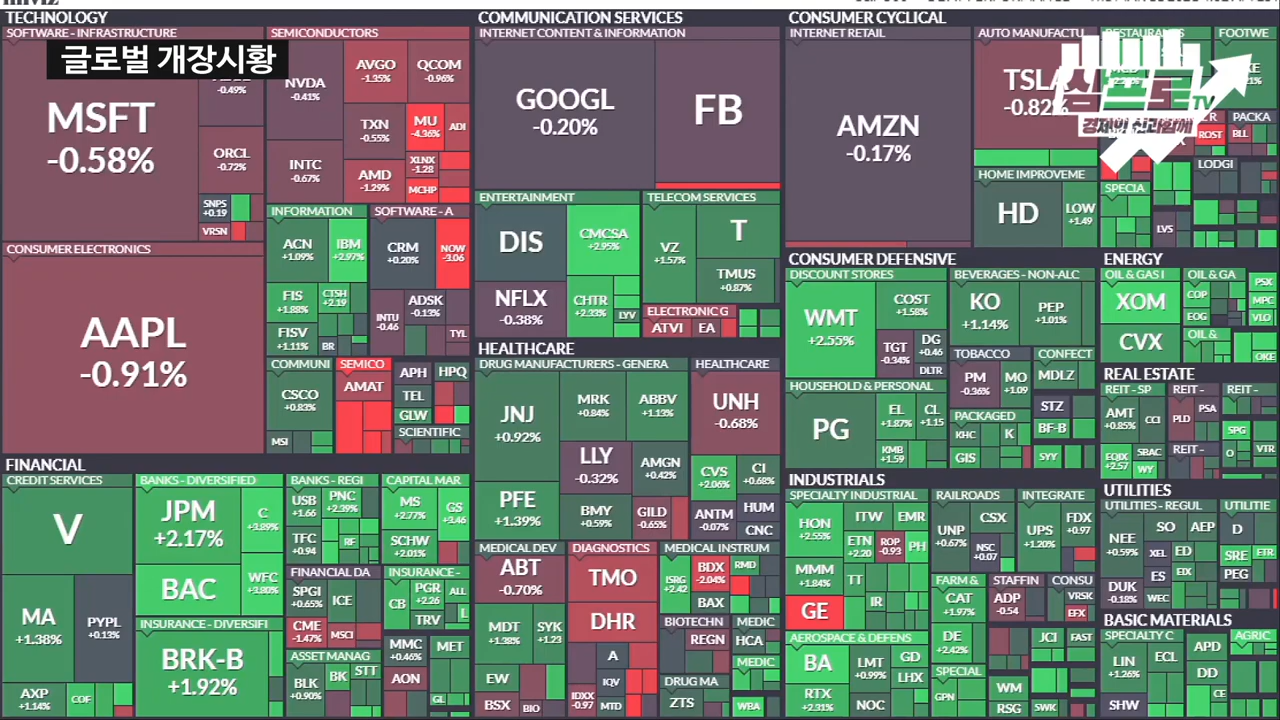 TECHNOLOGY
SOFTWARE - INFRASTRUCTURE
글로벌 개장시황
MSFT
-0.58%
-0.49%
ORCL
-0.72%
SNPS
+0.19
VRSN
SEMICONDUCTORS
NVDA
-0.41%
AVGO
-1.35%
QCOM
-0.96%
TXN
-0.55%
MU
-4.36%
ADI
INTC
-0.67%
AMD
-1.29%
XLNX
-1.28
MCHP
CONSUMER ELECTRONICS
AAPL
-0.91%
INFORMATION
ACN
+1.09%
IBM
+2.97%
FIS
+1.88%
CTSH
+2.19
FISV
+1.11%
BR
SOFTWARE - A
CRM
+0.20%
NOW
-3.06
INTU
-0.46
ADSK
-0.13%
TYL
COMMUNI
CSCO
+0.83%
MSI
SEMICO
AMAT
APH
HPQ
TEL
GLW
SCIENTIFIC
COMMUNICATION SERVICES
INTERNET CONTENT & INFORMATION
GOOGL
-0.20%
FB
ENTERTAINMENT
DIS
CMCSA
+2.95%
NFLX
-0.38%
CHTR
+2.33%
LYV
TELECOM SERVICES
VZ
+1.57%
T
TMUS
+0.87%
ELECTRONIC G
ATVI
EA
CONSUMER CYCLICAL
INTERNET RETAIL
AMZN
-0.17%
AUTO MANUFACTU
TSLA
-0.82%
RESTAURANTS
FOOTWE
TV
경제의 신과함께
ROST
PACKA
BLL
HOME IMPROVEME
HD
LOW
+1.49
SPECIA
LODGI
LVS
CONSUMER DEFENSIVE
DISCOUNT STORES
WMT
+2.55%
COST
+1.58%
TGT
-0.34%
DG
+0.46
DLTR
BEVERAGES - NON-ALC
KO
+1.14%
PEP
+1.01%
TOBACCO
PM
-0.36%
MO
+1.09
CONFECT
MDLZ
HOUSEHOLD & PERSONAL
PG
EL
+1.87%
CL
+1.15
KMB
+1.59
PACKAGED
KHC
K
GIS
STZ
BF-B
SYY
ENERGY
OIL & GAS I
XOM
CVX
OIL & GA
COP
EOG
PSX
MPC
VLO
OIL &
OKE
REAL ESTATE
REIT - SP
AMT
+0.85%
CCI
EQIX
+2.57
SBAC
WY
REIT -
PLD
PSA
REIT -
REIT -
SPG
O
VTR
HEALTHCARE
DRUG MANUFACTURERS - GENERA
JNJ
+0.92%
MRK
+0.84%
ABBV
+1.13%
PFE
+1.39%
LLY
-0.32%
AMGN
+0.42%
BMY
+0.59%
GILD
-0.65%
HEALTHCARE
UNH
-0.68%
CVS
+2.06%
CI
+0.68%
ANTM
-0.07%
HUM
CNC
MEDICAL DEV
ABT
-0.70%
MDT
+1.38%
SYK
+1.23
EW
BSX
BIO
DIAGNOSTICS
TMO
DHR
A
IQV
IDXX
-0.97
MTD
MEDICAL INSTRUM
ISRG
+2.42
BDX
-2.04%
RMD
BAX
BIOTECHN
REGN
MEDIC
HCA
DRUG MA
ZTS
MEDIC
WBA
FINANCIAL
CREDIT SERVICES
V
MA
+1.38%
PYPL
+0.13%
AXP
+1.14%
COF
BANKS - DIVERSIFIED
JPM
+2.17%
C
+3.89%
BAC
WFC
+3.80%
INSURANCE - DIVERSIFI
BRK-B
+1.92%
BANKS - REGI
USB
+1.66
PNC
+2.39%
TFC
+0.94
RF
CAPITAL MAR
MS
+2.77%
GS
+3.46
SCHW
+2.01%
FINANCIAL DA
SPGI
+0.65%
ICE
CME
-1.47%
MSCI
INSURANCE -
CB
PGR
+2.26
ALL
TRV
L
ASSET MANAG
BLK
+0.90%
BK
STT
MMC
+0.46%
MET
AON
GL
INDUSTRIALS
SPECIALTY INDUSTRIAL
HON
+2.55%
ITW
EMR
ETN
+2.20
ROP
-0.93
PH
MMM
+1.84%
TT
GE
IR
RAILROADS
UNP
+0.67%
CSX
NSC
+0.07
INTEGRATE
UPS
+1.20%
FDX
+0.97
FARM &
CAT
+1.97%
DE
+2.42%
STAFFIN
ADP
-0.54
CONSU
VRSK
EFX
AEROSPACE & DEFENS
BA
LMT
+0.99%
GD
LHX
RTX
+2.31%
NOC
SPECIAL
GPN
WM
RSG
JCI
FAST
SWK
UTILITIES
UTILITIES - REGUL
NEE
+0.59%
SO
AEP
XEL
ED
ES
EIX
DUK
-0.18%
WEC
UTILITIE
D
SRE
ETR
PEG
BASIC MATERIALS
SPECIALTY C
LIN
+1.26%
ECL
APD
DD
SHW
CE
AGRIC